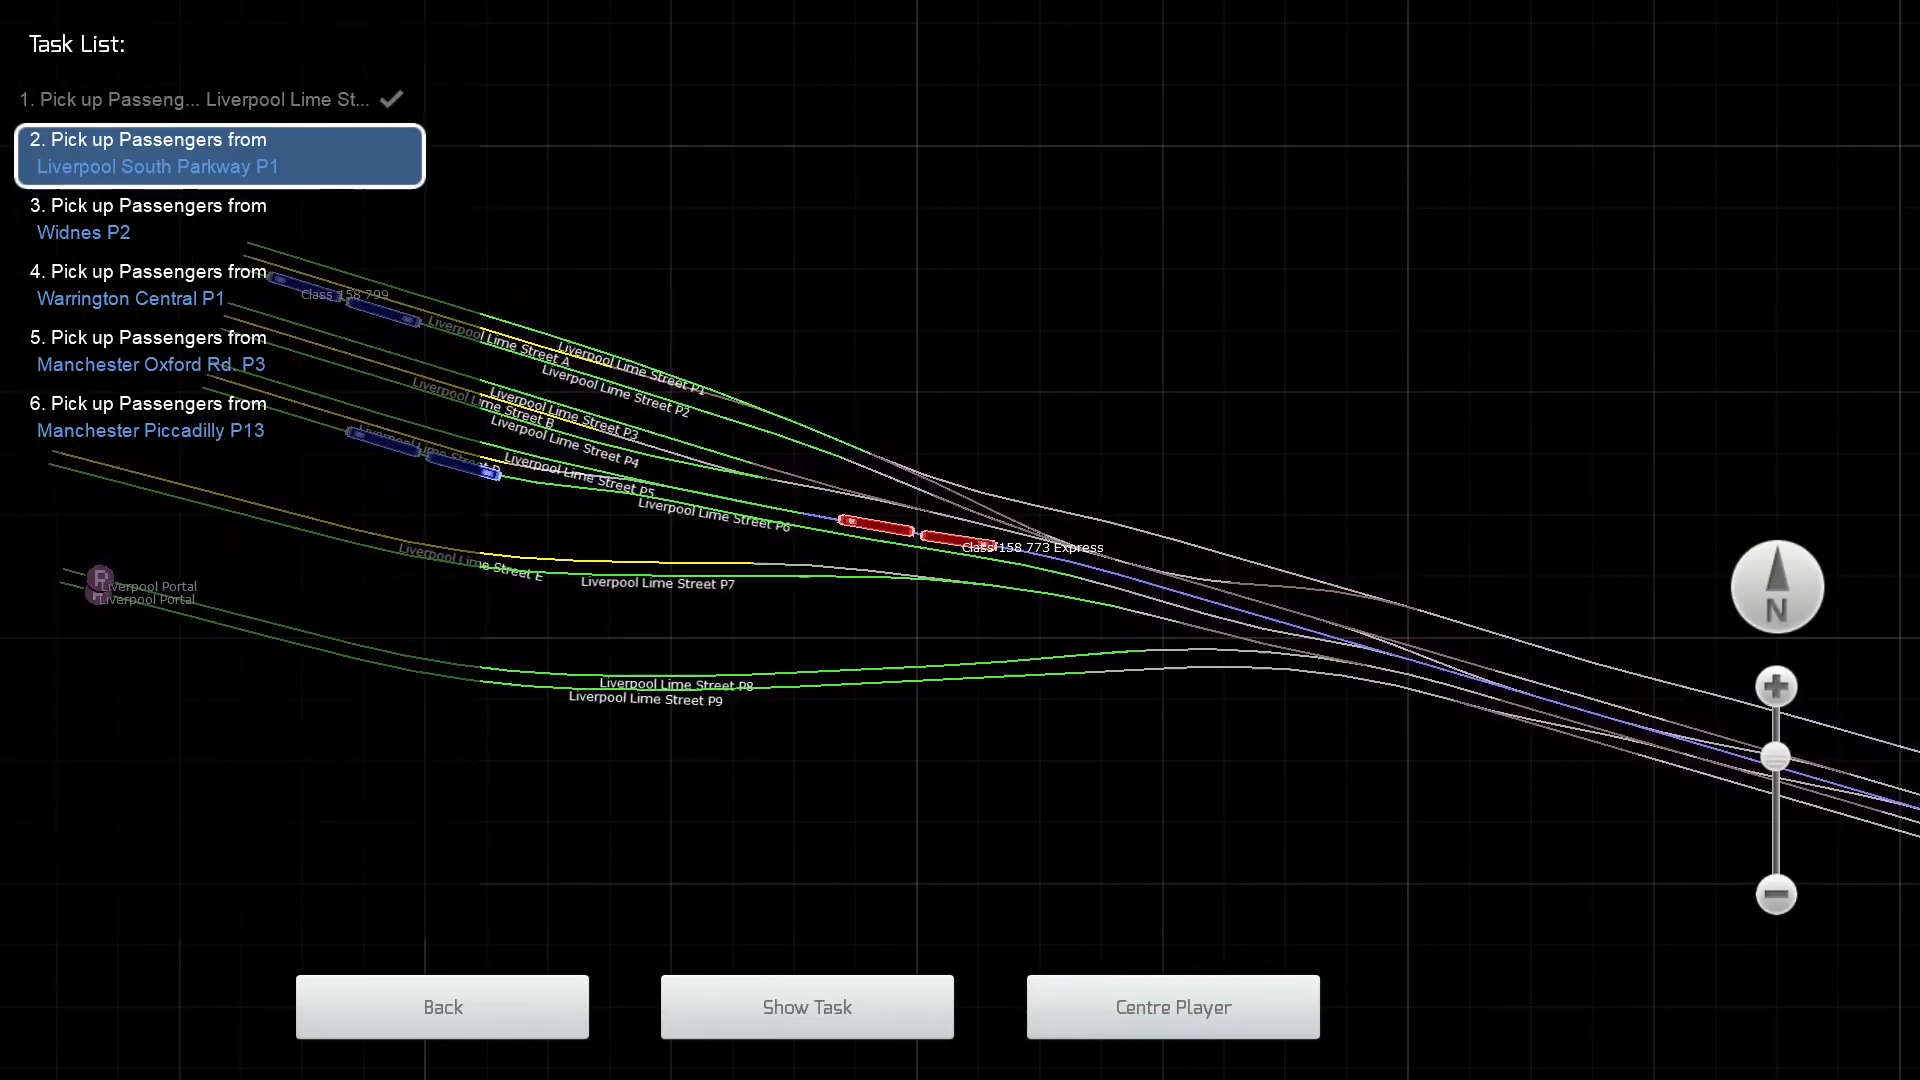 Task List:
1. Pick up Passeng... Liverpool Lime St...
2. Pick up Passengers from
Liverpool South Parkway P1
3. Pick up Passengers from
Widnes P2
4. Pick up Passengers from
Warrington Central P1
5. Pick up Passengers from
Manchester Oxford Rd. P3
6. Pick up Passengers from
Manchester Piccadilly P13
Class 158 799
Liverpool Lime Street A
Liverpool Lime Street P1
Liverpool Lime Street P2
Liverpool Lime Street B
Liverpool Lime Street P3
Liverpool Lime Street P4
Liverpool Lime Street D
Liverpool Lime Street P5
Liverpool Lime Street P6
Class 158 773 Express
Liverpool Lime Street E
Liverpool Lime Street P7
P
Liverpool Portal
Liverpool Portal
Liverpool Lime Street P8
Liverpool Lime Street P9
N
Back
Show Task
Centre Player